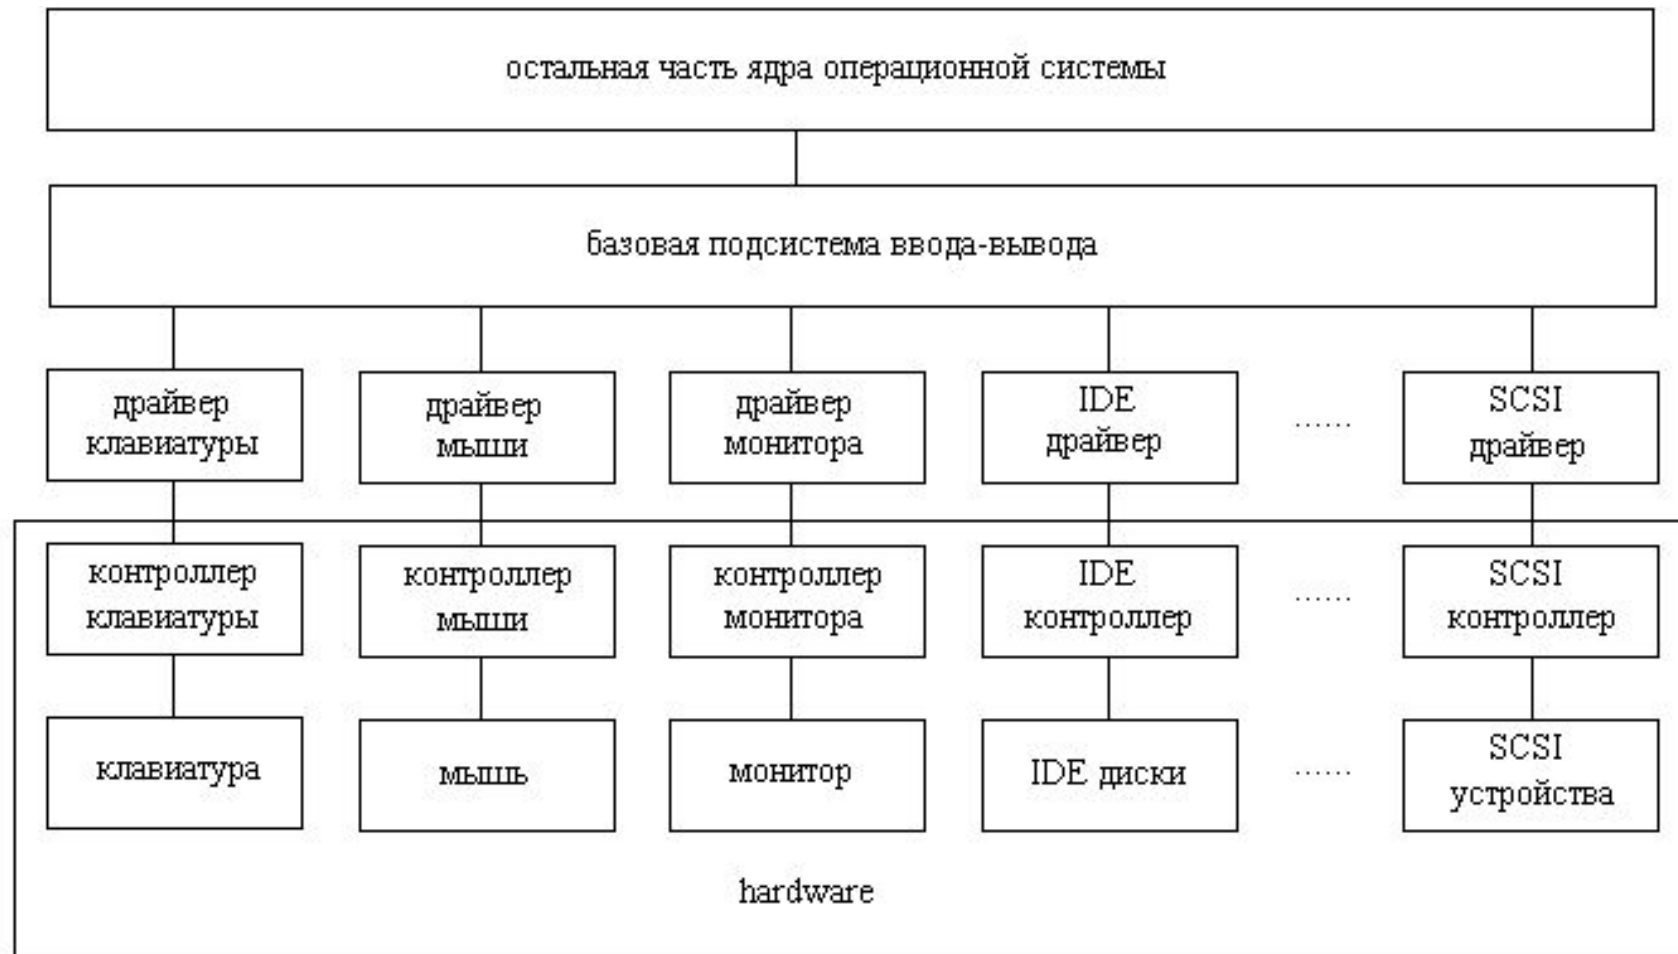 остальная часть ядра операционной системы
базовая подсистема ввода-вывода
драйвер
клавиатуры
драйвер
мыши
драйвер
монитора
IDE
драйвер
......
SCSI
драйвер
контроллер
клавиатуры
контроллер
мыши
контроллер
монитора
IDE
контроллер
......
SCSI
контроллер
клавиатура
мышь
монитор
IDE диски
......
SCSI
устройства
hardware